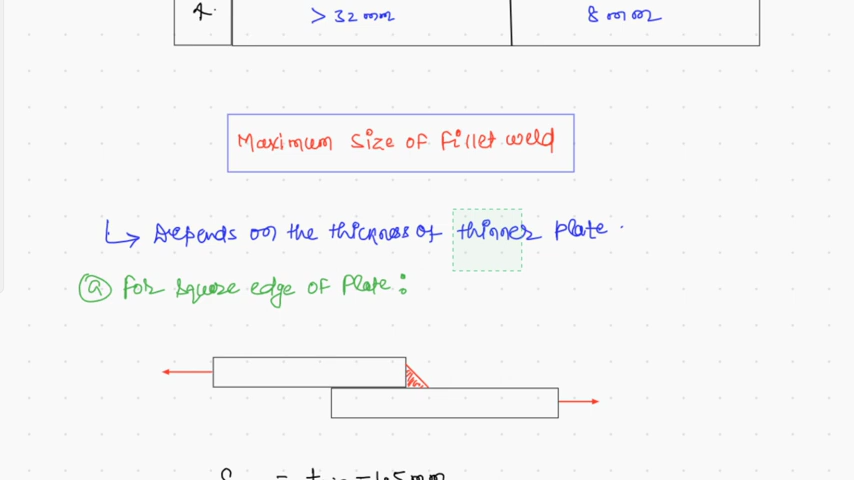 4. > 32 mm 8 mm
Maximum size of fillet weld
↳ Depends on the thickness of thinner plate.
ⓐ For square edge of plate :